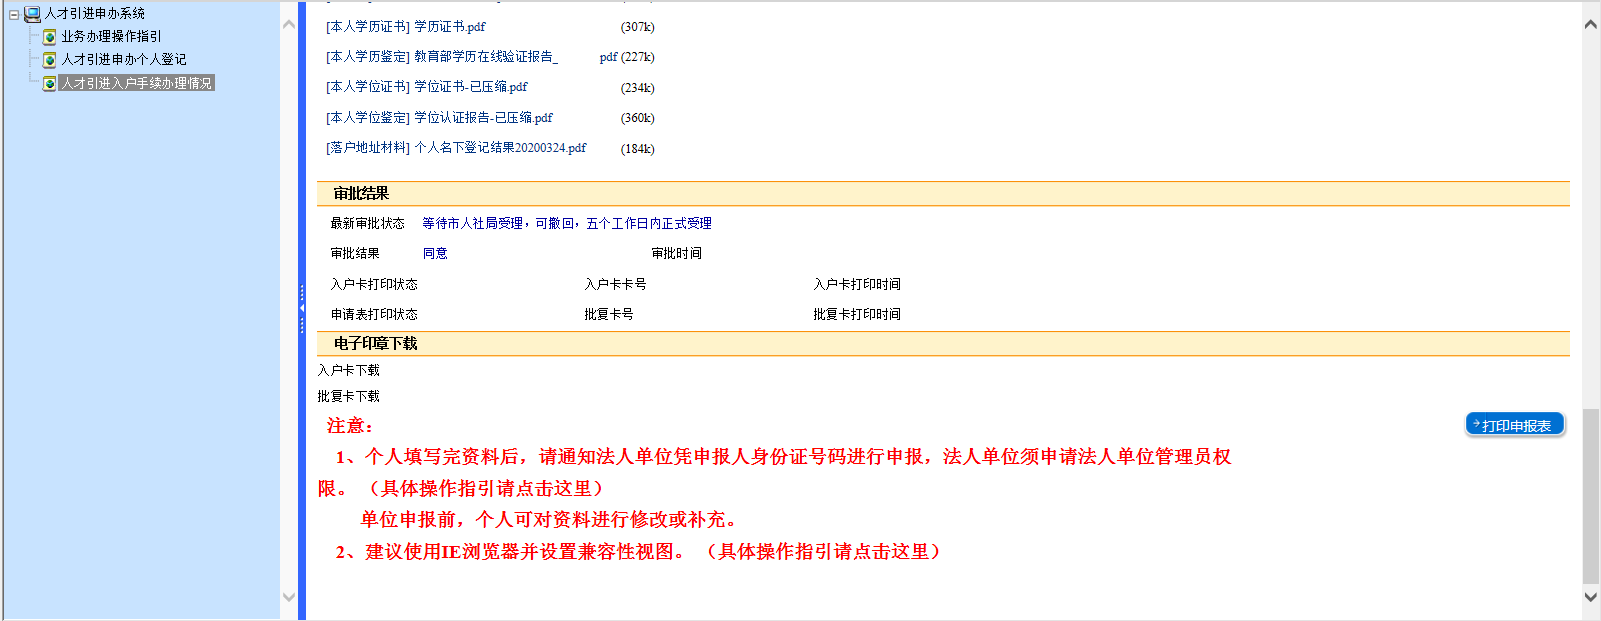 人才引进申办系统
业务办理操作指引
人才引进申办个人登记
人才引进入户手续办理情况
[本人学历证书] 学历证书.pdf (307k)
[本人学历鉴定] 教育部学历在线验证报告_ pdf (227k)
[本人学位证书] 学位证书-已压缩.pdf (234k)
[本人学位鉴定] 学位认证报告-已压缩.pdf (360k)
[落户地址材料] 个人名下登记结果20200324.pdf (184k)
审批结果
最新审批状态 等待市人社局受理，可撤回，五个工作日内正式受理
审批结果 同意 审批时间
入户卡打印状态 入户卡卡号 入户卡打印时间
申请表打印状态 批复卡号 批复卡打印时间
电子印章下载
入户卡下载
批复卡下载
打印申报表
注意：
1、个人填写完资料后，请通知法人单位凭申报人身份证号码进行申报，法人单位须申请法人单位管理员权
限。（具体操作指引请点击这里）
单位申报前，个人可对资料进行修改或补充。
2、建议使用IE浏览器并设置兼容性视图。（具体操作指引请点击这里）